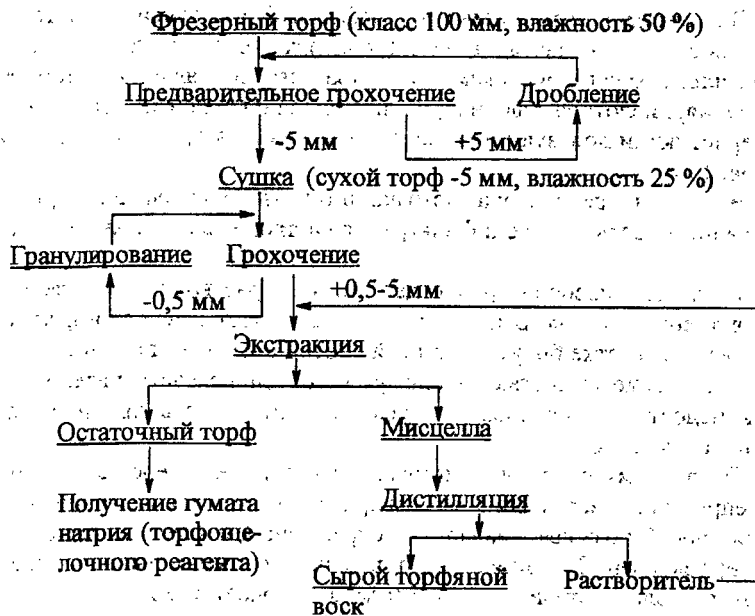 Фрезерный торф (класс 100 мм, влажность 50 %)
Предварительное грохочение
Дробление
-5 мм
+5 мм
Сушка (сухой торф -5 мм, влажность 25 %)
Гранулирование
Грохочение
-0,5 мм
+0,5-5 мм
Экстракция
Остаточный торф
Мисцелла
Получение гумата
натрия (торфоще-
лочного реагента)
Дистилляция
Сырой торфяной
воск
Растворитель